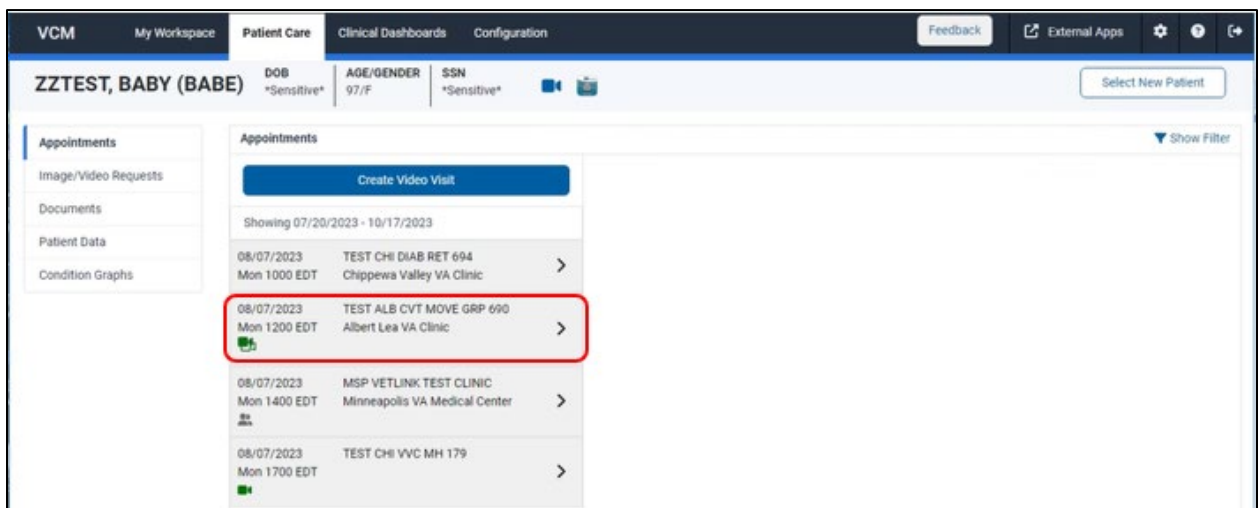 VCM My Workspace Patient Care Clinical Dashboards Configuration Feedback External Apps
ZZTEST, BABY (BABE) DOB *Sensitive* AGE/GENDER 97/F SSN *Sensitive* Select New Patient
Appointments
Image/Video Requests
Documents
Patient Data
Condition Graphs
Appointments Show Filter
Create Video Visit
Showing 07/20/2023 - 10/17/2023
08/07/2023 TEST CHI DIAB RET 694
Mon 1000 EDT Chippewa Valley VA Clinic
08/07/2023 TEST ALB CVT MOVE GRP 690
Mon 1200 EDT Albert Lea VA Clinic
08/07/2023 MSP VETLINK TEST CLINIC
Mon 1400 EDT Minneapolis VA Medical Center
08/07/2023 TEST CHI VVC MH 179
Mon 1700 EDT